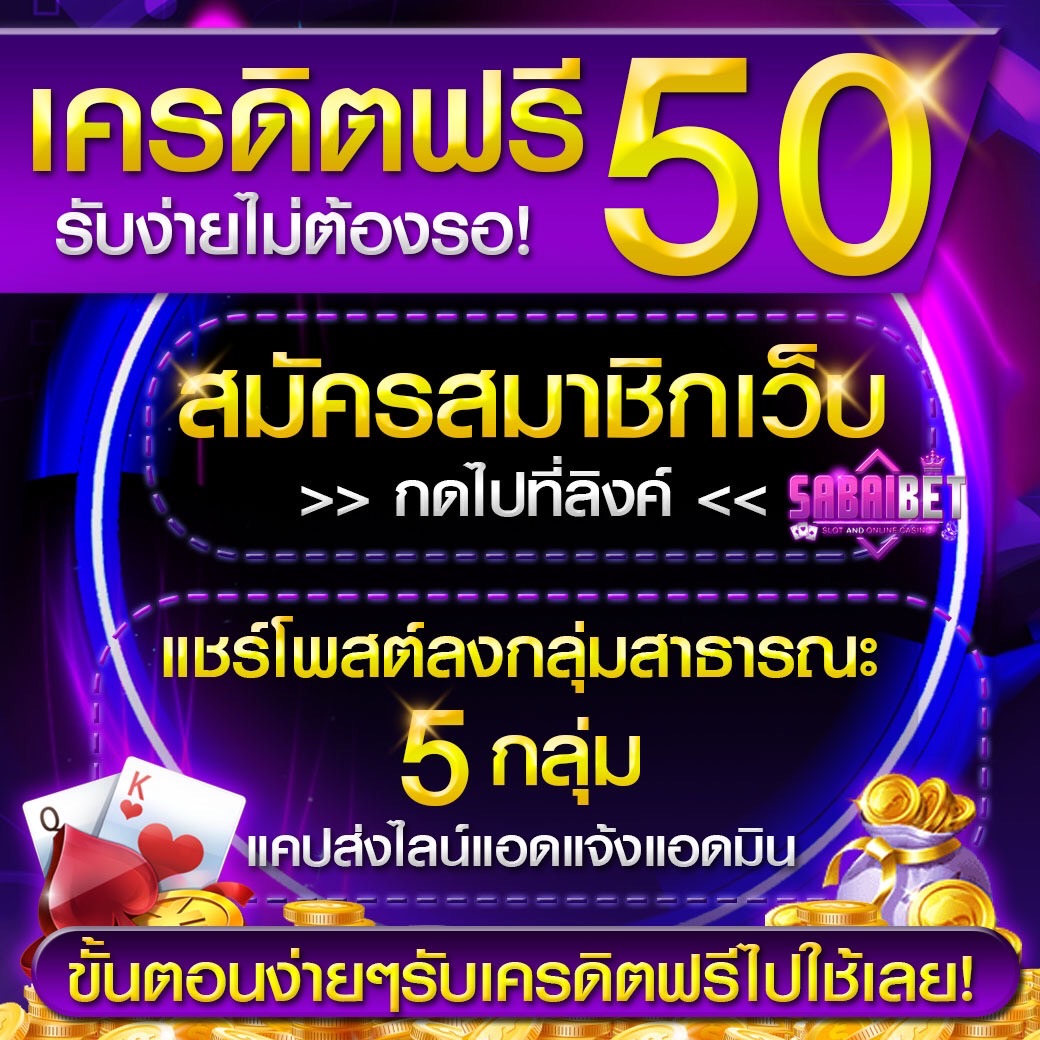 เครดิตฟรี 50
รับง่ายไม่ต้องรอ!
สมัครสมาชิกเว็บ
>> กดไปที่ลิงค์ <<
SABAIBET
SLOT AND ONLINE CASINO
แชร์โพสต์ลงกลุ่มสาธารณะ
5 กลุ่ม
แคปส่งไลน์แอดแจ้งแอดมิน
Q
K
ขั้นตอนง่ายๆรับเครดิตฟรีไปใช้เลย!